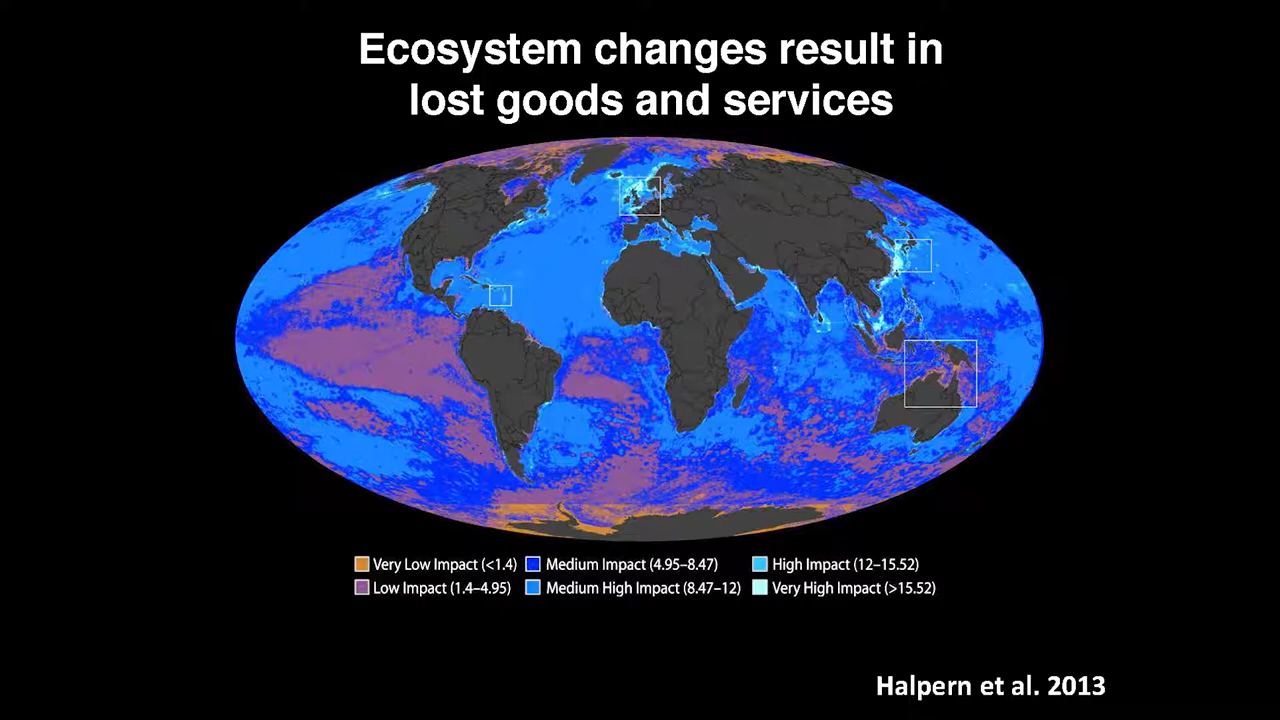 Ecosystem changes result in
lost goods and services
Very Low Impact (<1.4)
Medium Impact (4.95–8.47)
High Impact (12–15.52)
Low Impact (1.4–4.95)
Medium High Impact (8.47–12)
Very High Impact (>15.52)
Halpern et al. 2013